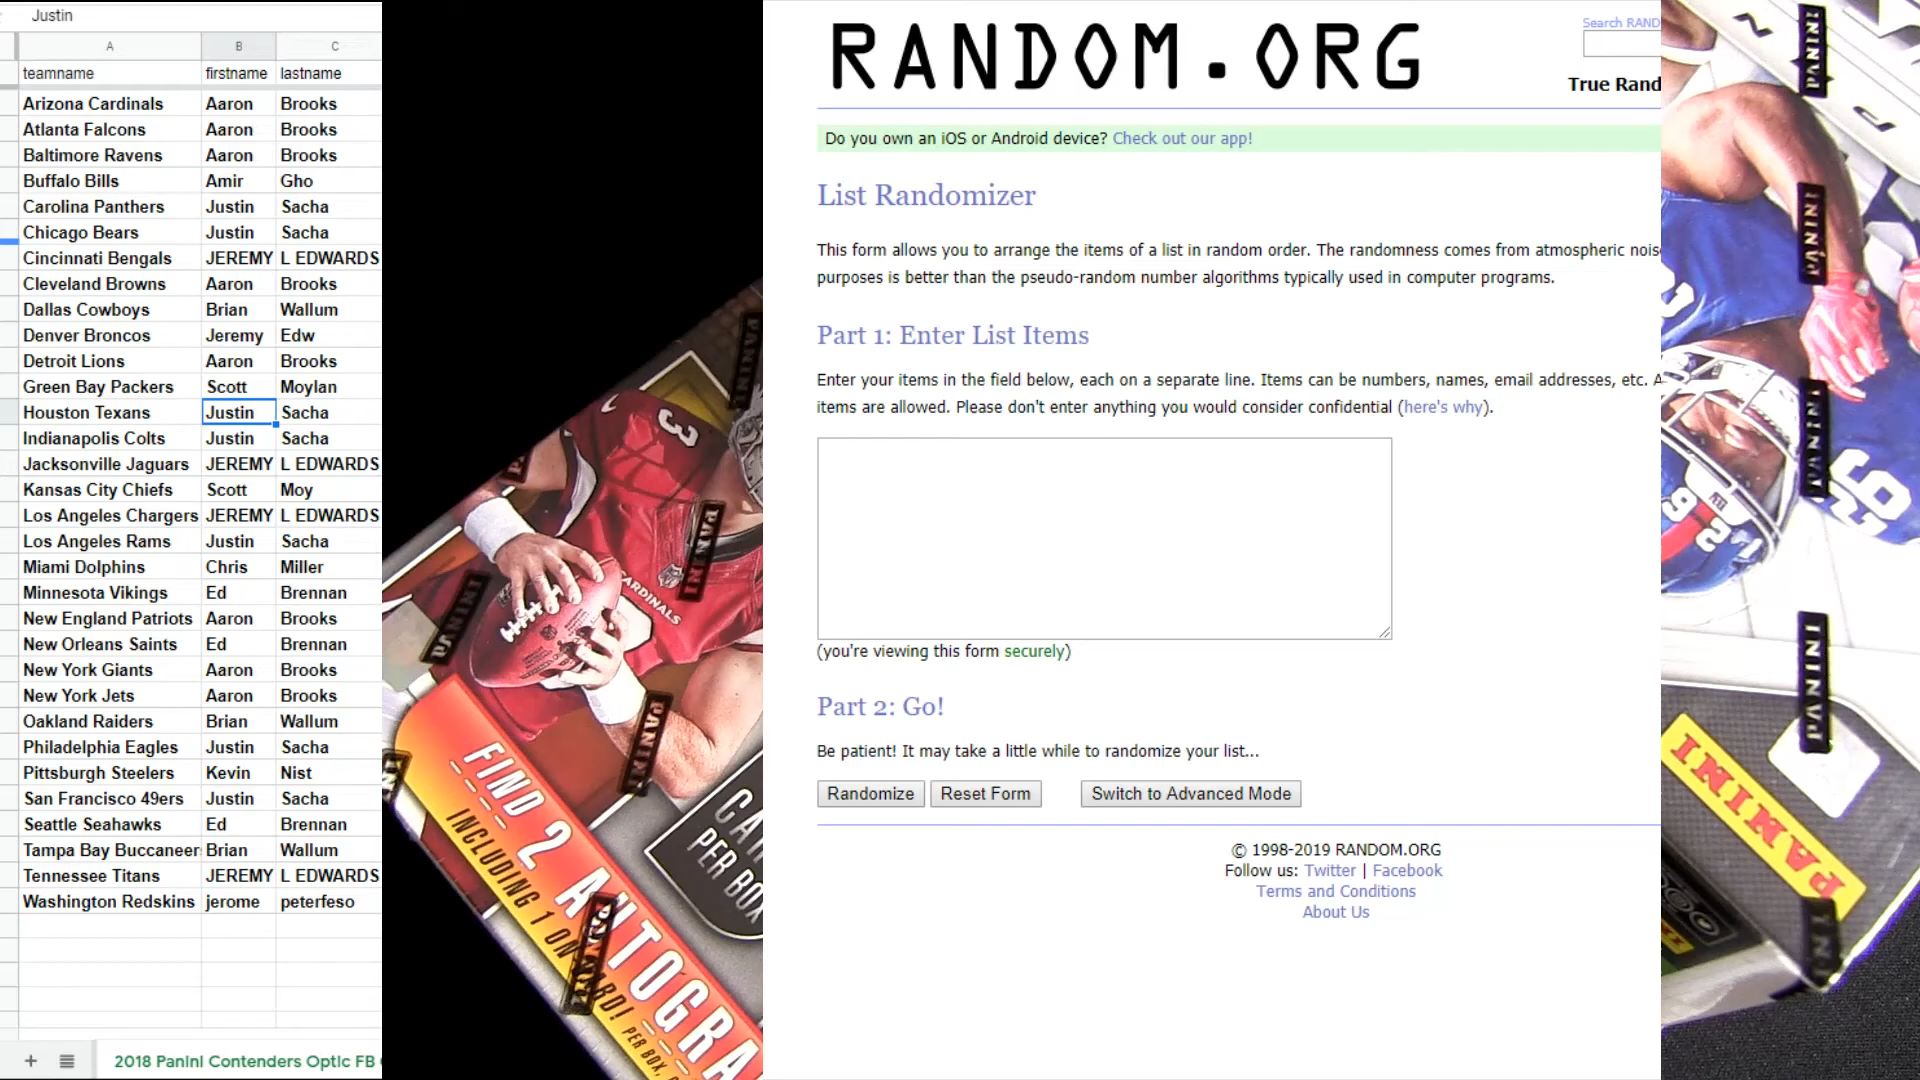 Justin
A B C
teamname firstname lastname
Arizona Cardinals Aaron Brooks
Atlanta Falcons Aaron Brooks
Baltimore Ravens Aaron Brooks
Buffalo Bills Amir Gho
Carolina Panthers Justin Sacha
Chicago Bears Justin Sacha
Cincinnati Bengals JEREMY L EDWARDS
Cleveland Browns Aaron Brooks
Dallas Cowboys Brian Wallum
Denver Broncos Jeremy Edw
Detroit Lions Aaron Brooks
Green Bay Packers Scott Moylan
Houston Texans Justin Sacha
Indianapolis Colts Justin Sacha
Jacksonville Jaguars JEREMY L EDWARDS
Kansas City Chiefs Scott Moy
Los Angeles Chargers JEREMY L EDWARDS
Los Angeles Rams Justin Sacha
Miami Dolphins Chris Miller
Minnesota Vikings Ed Brennan
New England Patriots Aaron Brooks
New Orleans Saints Ed Brennan
New York Giants Aaron Brooks
New York Jets Aaron Brooks
Oakland Raiders Brian Wallum
Philadelphia Eagles Justin Sacha
Pittsburgh Steelers Kevin Nist
San Francisco 49ers Justin Sacha
Seattle Seahawks Ed Brennan
Tampa Bay Buccaneer Brian Wallum
Tennessee Titans JEREMY L EDWARDS
Washington Redskins jerome peterfeso
2018 Panini Contenders Optic FB
PANINI
PANINI
PANINI
PANINI
3
CARDINALS
FIND 2 AUTOGRA
INCLUDING 1 ON
PER BOX
PER BOX,
RANDOM.ORG
Search RAND
True Rand
Do you own an iOS or Android device? Check out our app!
List Randomizer
This form allows you to arrange the items of a list in random order. The randomness comes from atmospheric nois
purposes is better than the pseudo-random number algorithms typically used in computer programs.
Part 1: Enter List Items
Enter your items in the field below, each on a separate line. Items can be numbers, names, email addresses, etc. A
items are allowed. Please don't enter anything you would consider confidential (here's why).
(you're viewing this form securely)
Part 2: Go!
Be patient! It may take a little while to randomize your list...
Randomize Reset Form Switch to Advanced Mode
© 1998-2019 RANDOM.ORG
Follow us: Twitter | Facebook
Terms and Conditions
About Us
PANINI
PANINI
PANINI
PANINI
PANINI